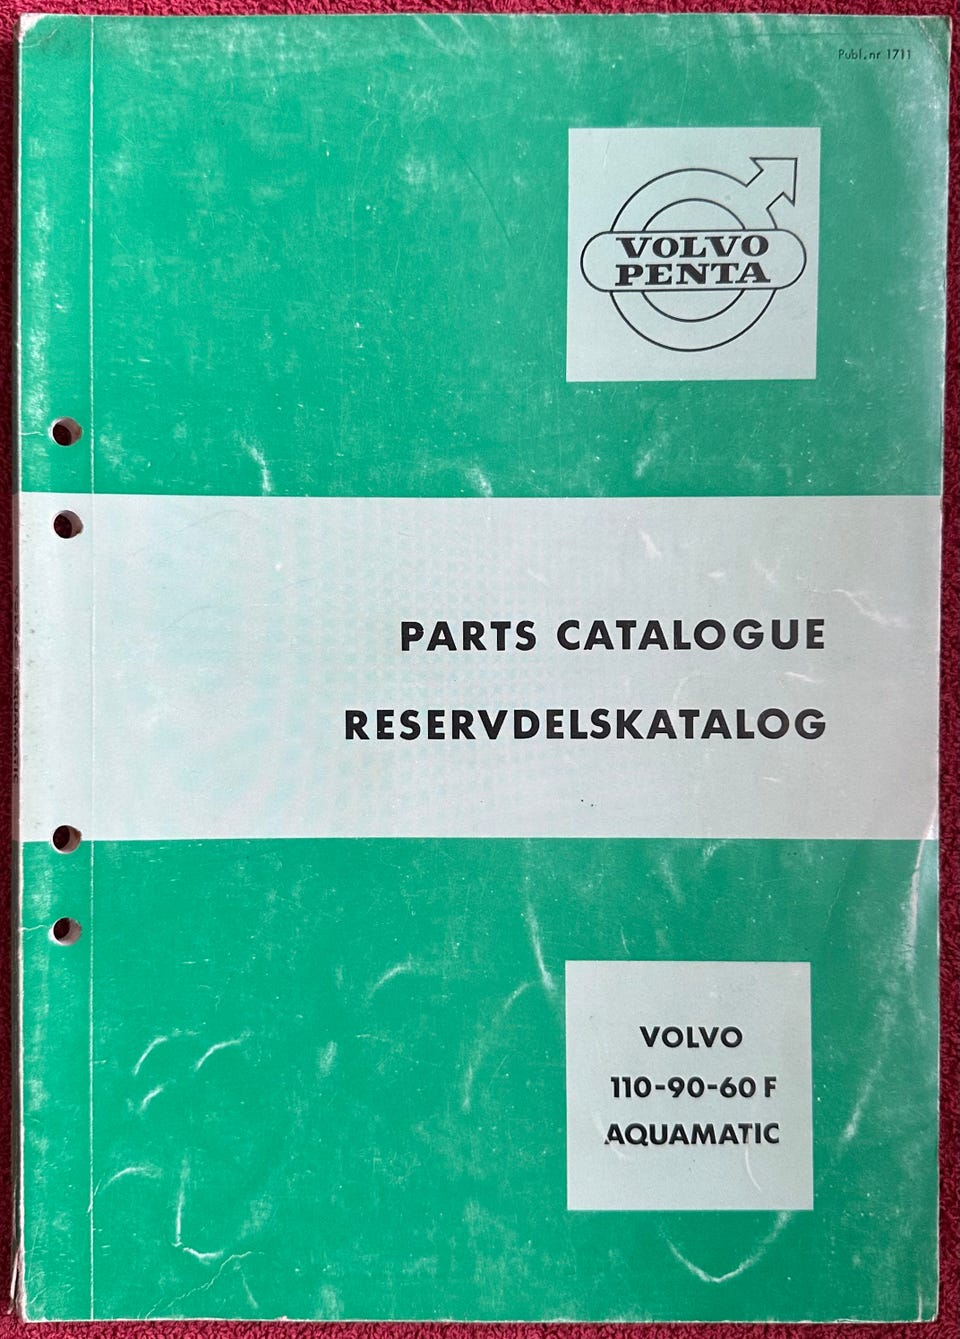 Publ. nr 1711
VOLVO
PENTA
PARTS CATALOGUE
RESERVDELSKATALOG
VOLVO
110-90-60 F
AQUAMATIC